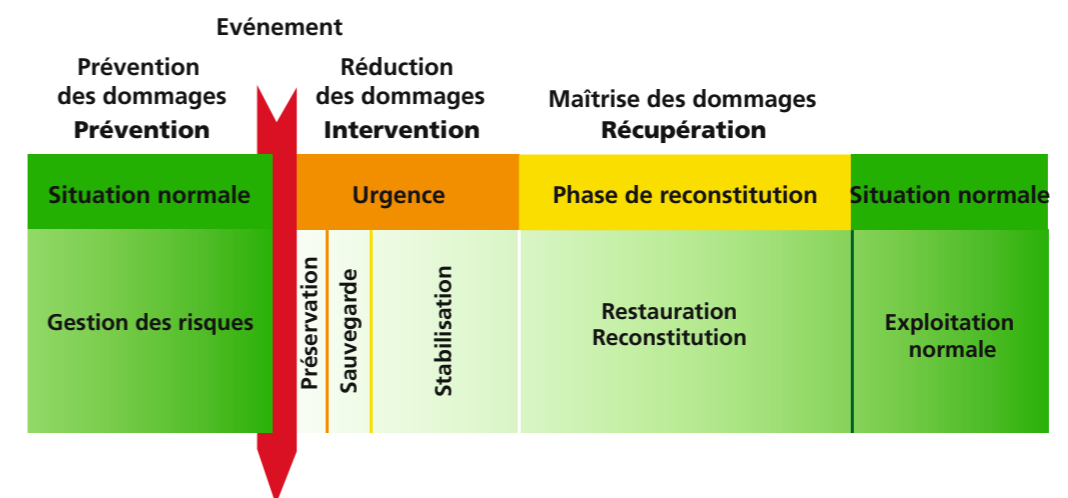 Evénement
Prévention
des dommages
Prévention
Réduction
des dommages
Intervention
Maîtrise des dommages
Récupération
Situation normale
Urgence
Phase de reconstitution
Situation normale
Gestion des risques
Préservation
Sauvegarde
Stabilisation
Restauration
Reconstitution
Exploitation
normale